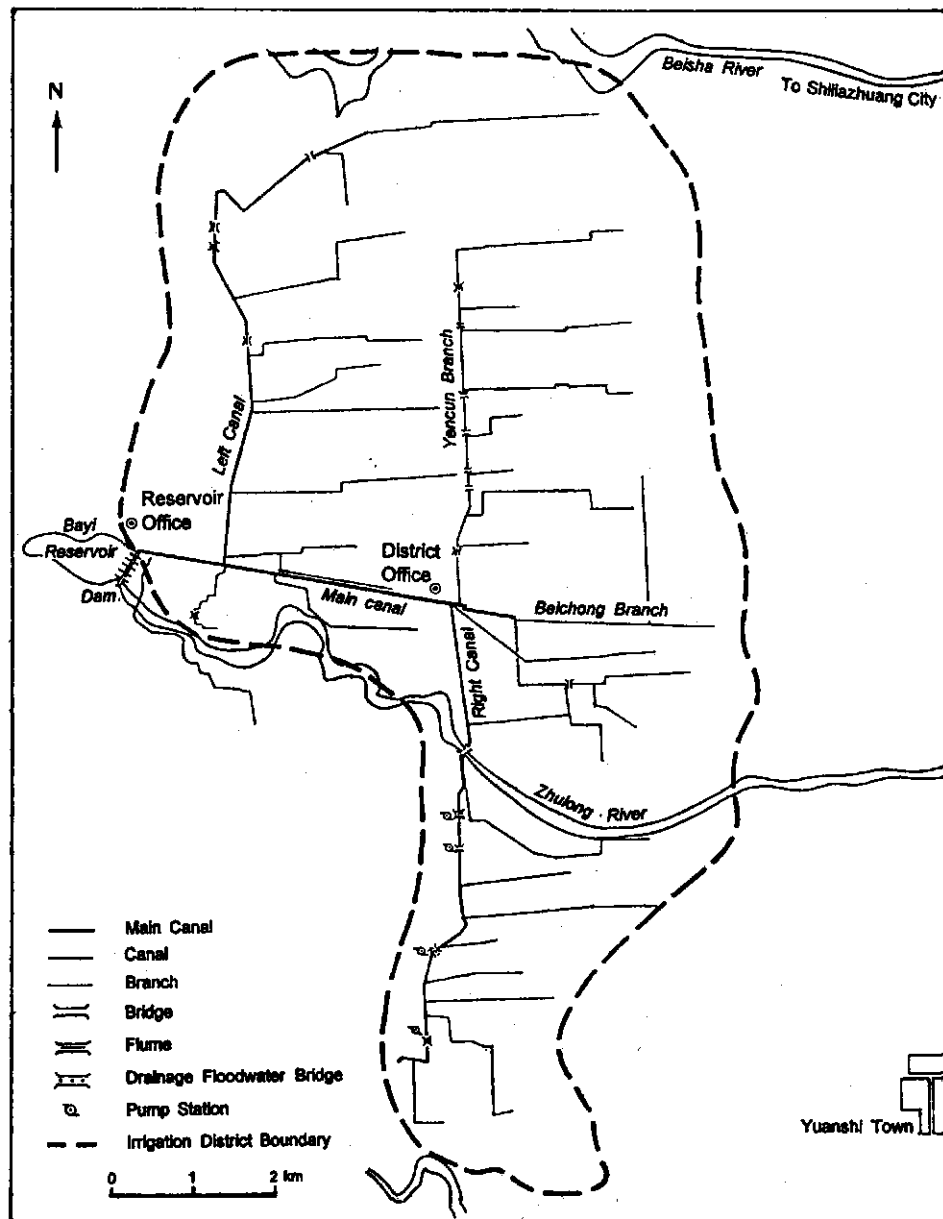 Beisha River
To Shijiazhuang City
N
Left Canal
Yencun Branch
Reservoir
Office
Bayi
Reservoir
Dam
District
Office
Main canal
Beichong Branch
Right Canal
Zhulong River
Main Canal
Canal
Branch
Bridge
Flume
Drainage Floodwater Bridge
Pump Station
Irrigation District Boundary
0 1 2 km
Yuanshi Town